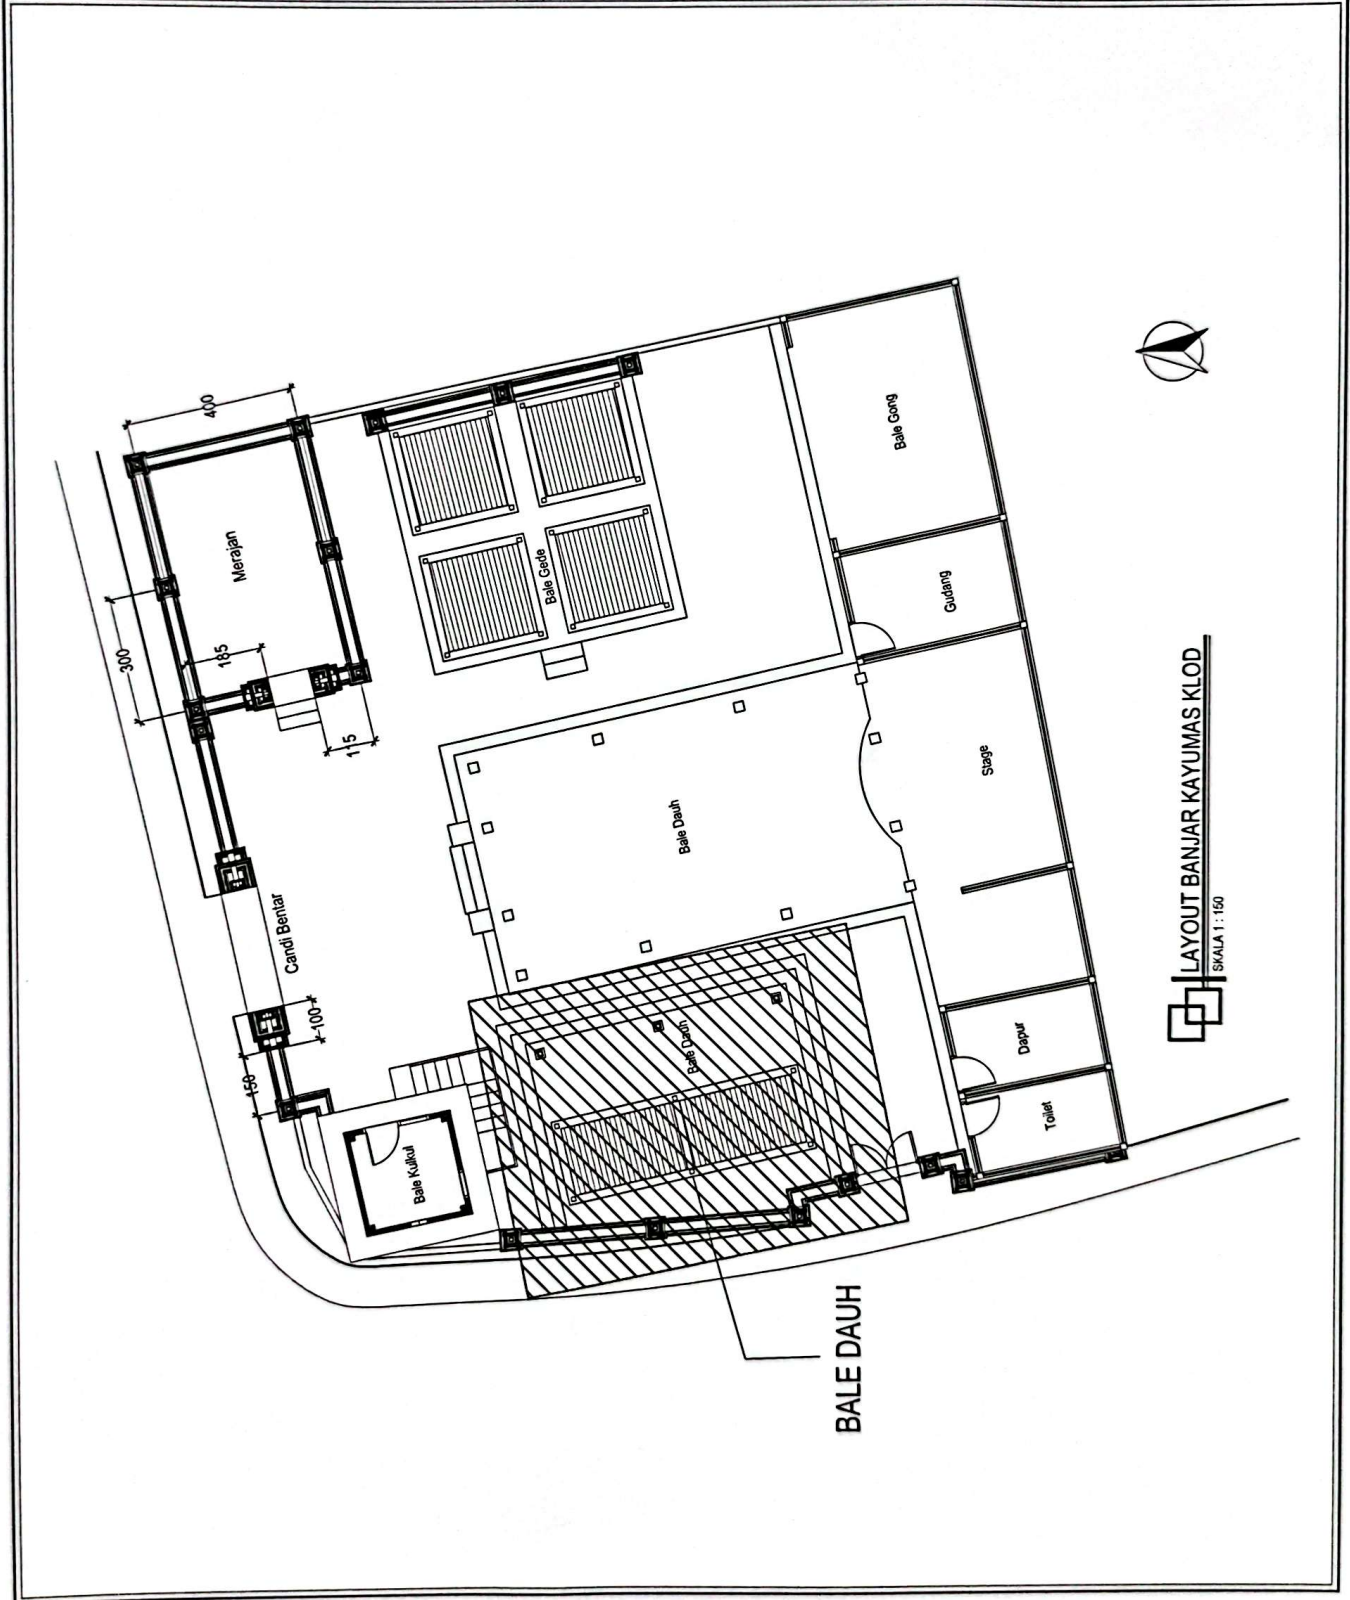 400
Merajan
300
185
115
Candi Bentar
100
150
Bale Kulkul
Bale Gede
Bale Dauh
Bale Dauh
Bale Gong
Gudang
Stage
Dapur
Toilet
BALE DAUH
LAYOUT BANJAR KAYUMAS KLOD
SKALA 1 : 150